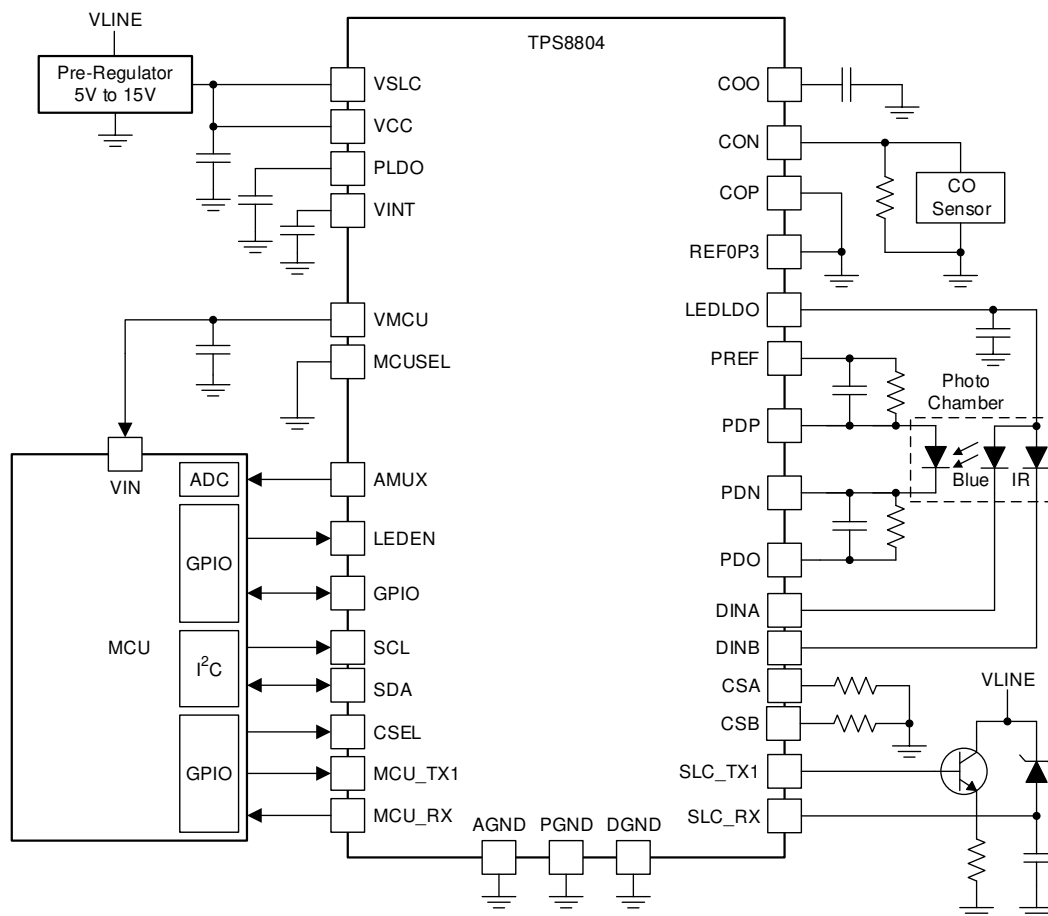 VLINE
Pre-Regulator
5V to 15V
TPS8804
VSLC
VCC
PLDO
VINT
VMCU
MCUSEL
AMUX
LEDEN
GPIO
SCL
SDA
CSEL
MCU_TX1
MCU_RX
AGND
PGND
DGND
COO
CON
COP
REF0P3
LEDLDO
PREF
PDP
PDN
PDO
DINA
DINB
CSA
CSB
SLC_TX1
SLC_RX
CO
Sensor
Photo
Chamber
Blue
IR
VLINE
VIN
ADC
GPIO
MCU
I²C
GPIO